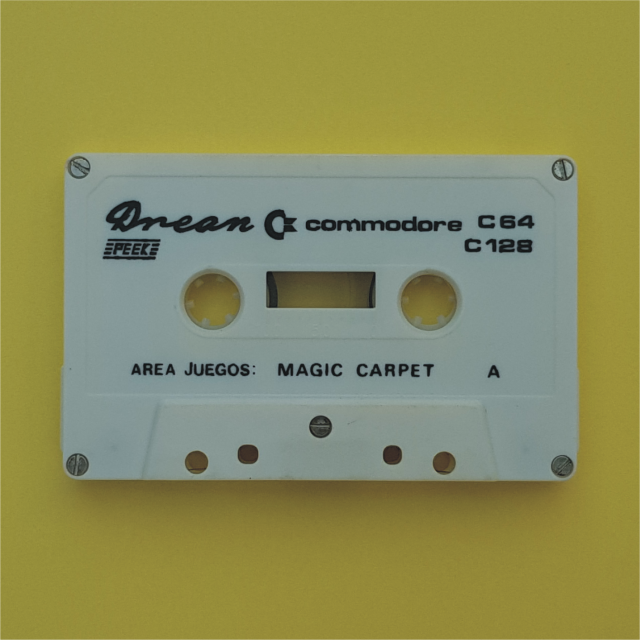 Drean commodore C64
PEEK C128
AREA JUEGOS: MAGIC CARPET A